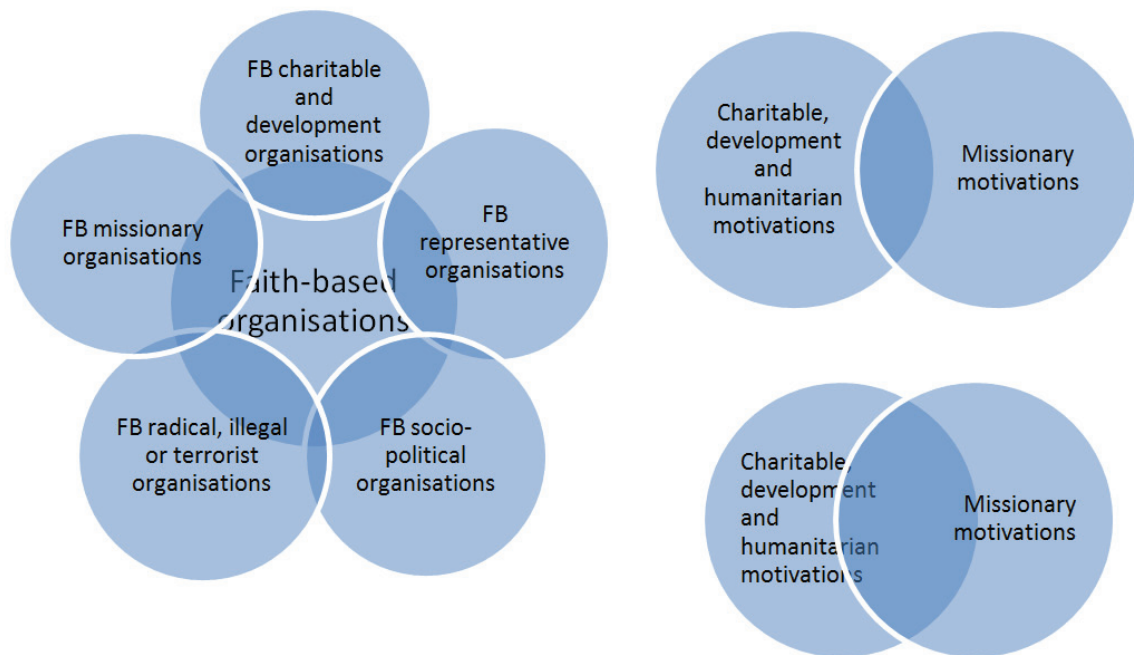 FB charitable
and
development
organisations
FB missionary
organisations
FB
representative
organisations
Faith-based
organisations
FB radical, illegal
or terrorist
organisations
FB socio-
political
organisations
Charitable,
development
and
humanitarian
motivations
Missionary
motivations
Charitable,
development
and
humanitarian
motivations
Missionary
motivations